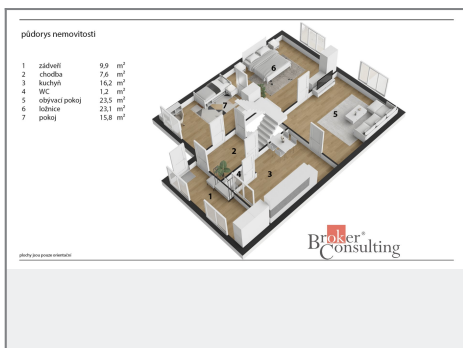 půdorys nemovitosti
1 zádveří 9,9 m²
2 chodba 7,6 m²
3 kuchyň 16,2 m²
4 WC 1,2 m²
5 obývací pokoj 23,5 m²
6 ložnice 23,1 m²
7 pokoj 15,8 m²
6
7
5
2
4
3
1
Broker®
Consulting
plochy jsou pouze orientační